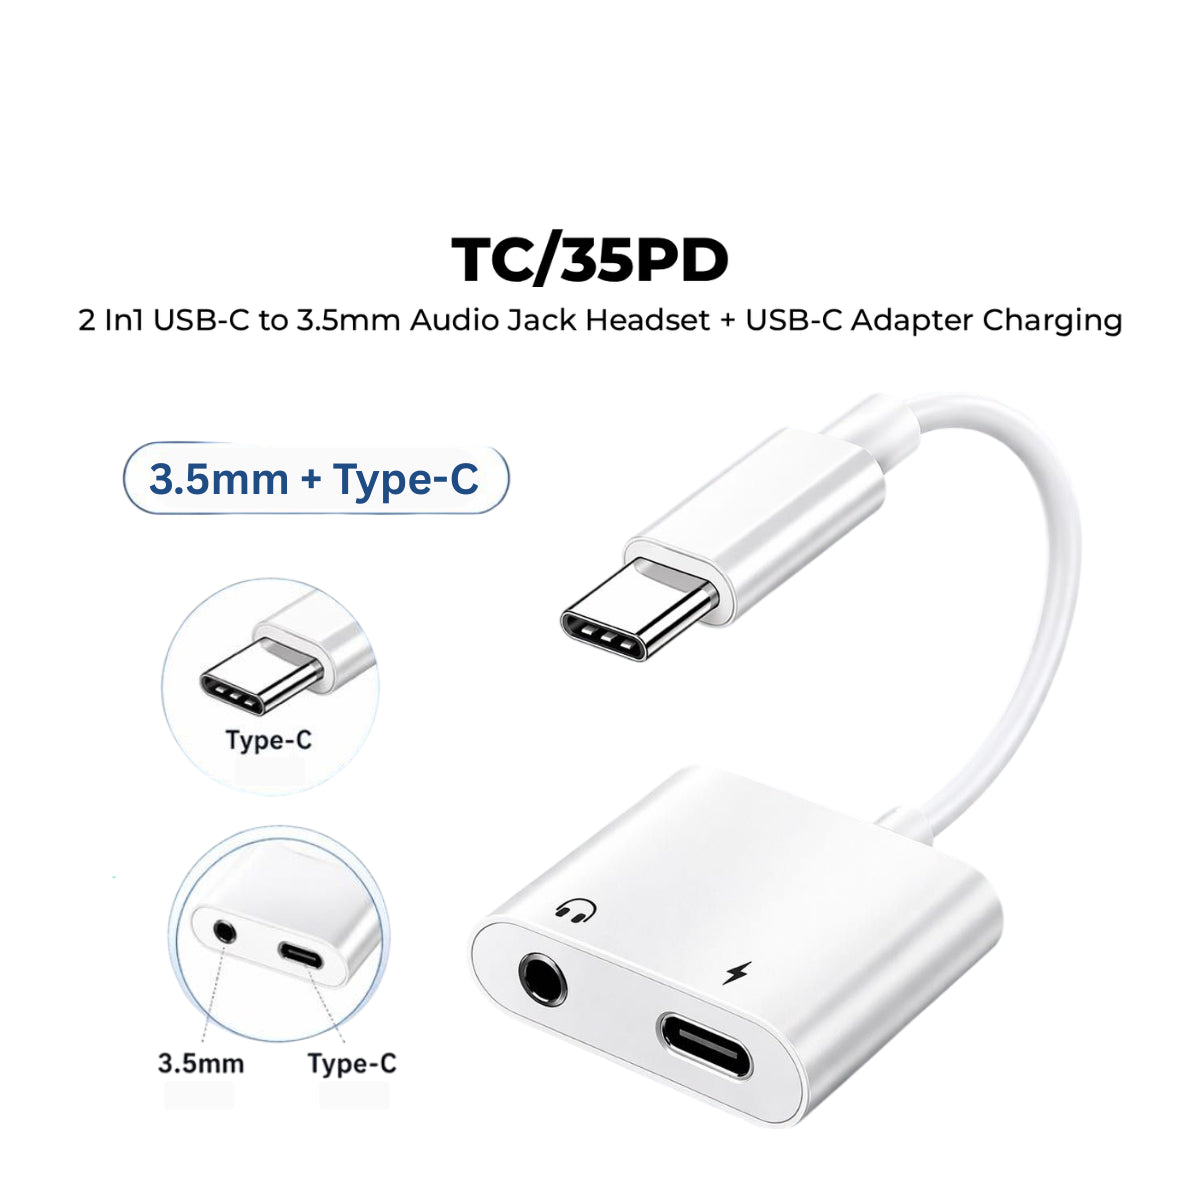 TC/35PD
2 In1 USB-C to 3.5mm Audio Jack Headset + USB-C Adapter Charging
3.5mm + Type-C
Type-C
3.5mm
Type-C